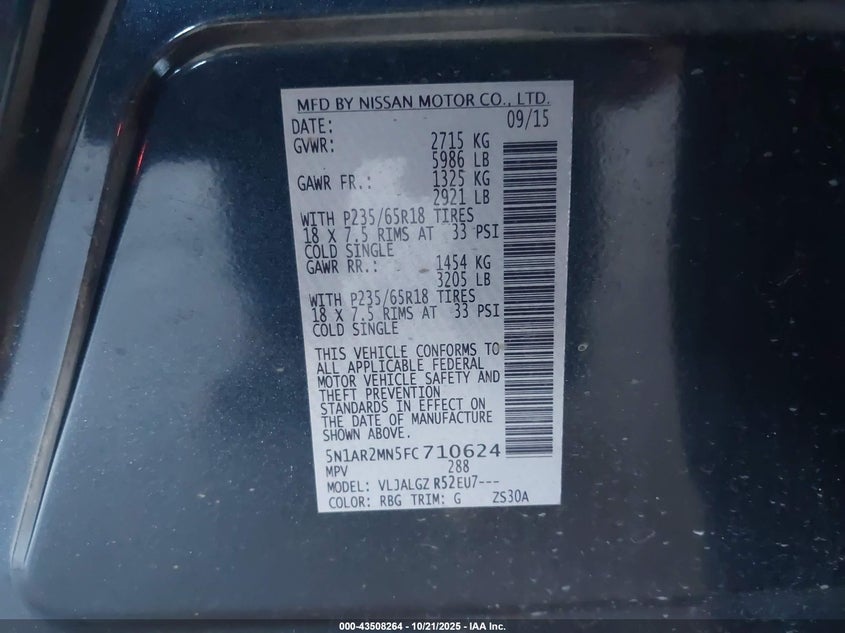 MFD BY NISSAN MOTOR CO., LTD.
DATE: 09/15
GVWR: 2715 KG
5986 LB
GAWR FR.: 1325 KG
2921 LB
WITH P235/65R18 TIRES
18 X 7.5 RIMS AT 33 PSI
COLD SINGLE
GAWR RR.: 1454 KG
3205 LB
WITH P235/65R18 TIRES
18 X 7.5 RIMS AT 33 PSI
COLD SINGLE
THIS VEHICLE CONFORMS TO
ALL APPLICABLE FEDERAL
MOTOR VEHICLE SAFETY AND
THEFT PREVENTION
STANDARDS IN EFFECT ON
THE DATE OF MANUFACTURE
SHOWN ABOVE.
5N1AR2MN5FC710624
MPV 288
MODEL: VLJALGZ R52EU7---
COLOR: RBG TRIM: G ZS30A
000-43508264 - 10/21/2025 - IAA Inc.